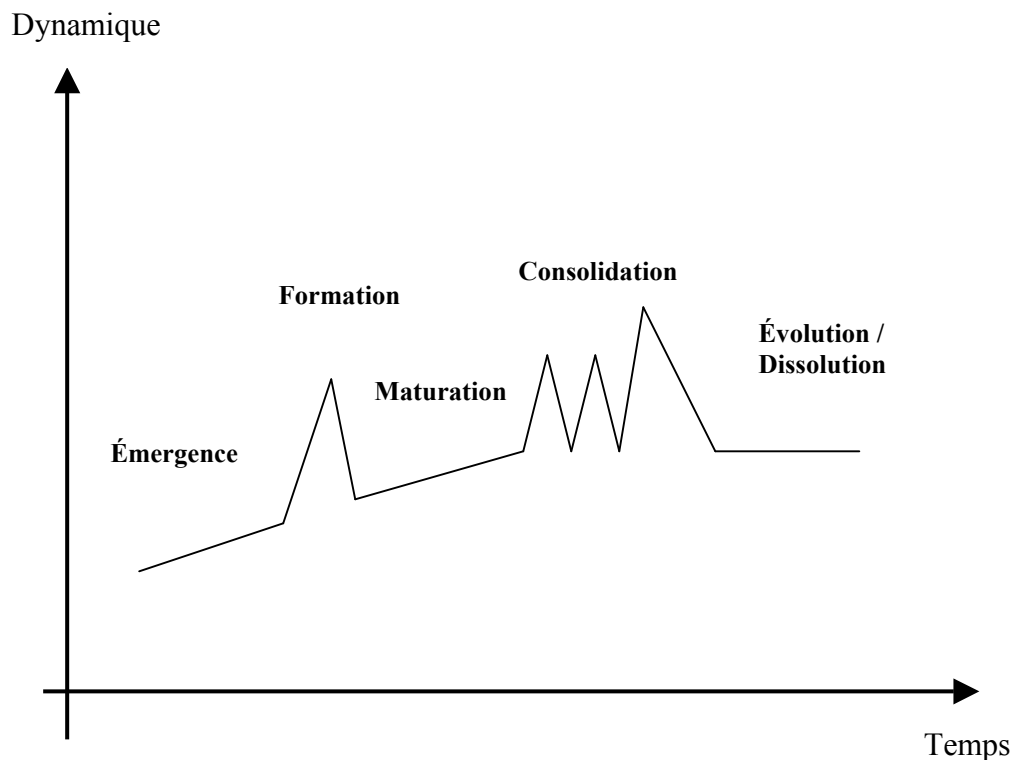 Dynamique
Consolidation
Formation
Évolution /
Dissolution
Maturation
Émergence
Temps